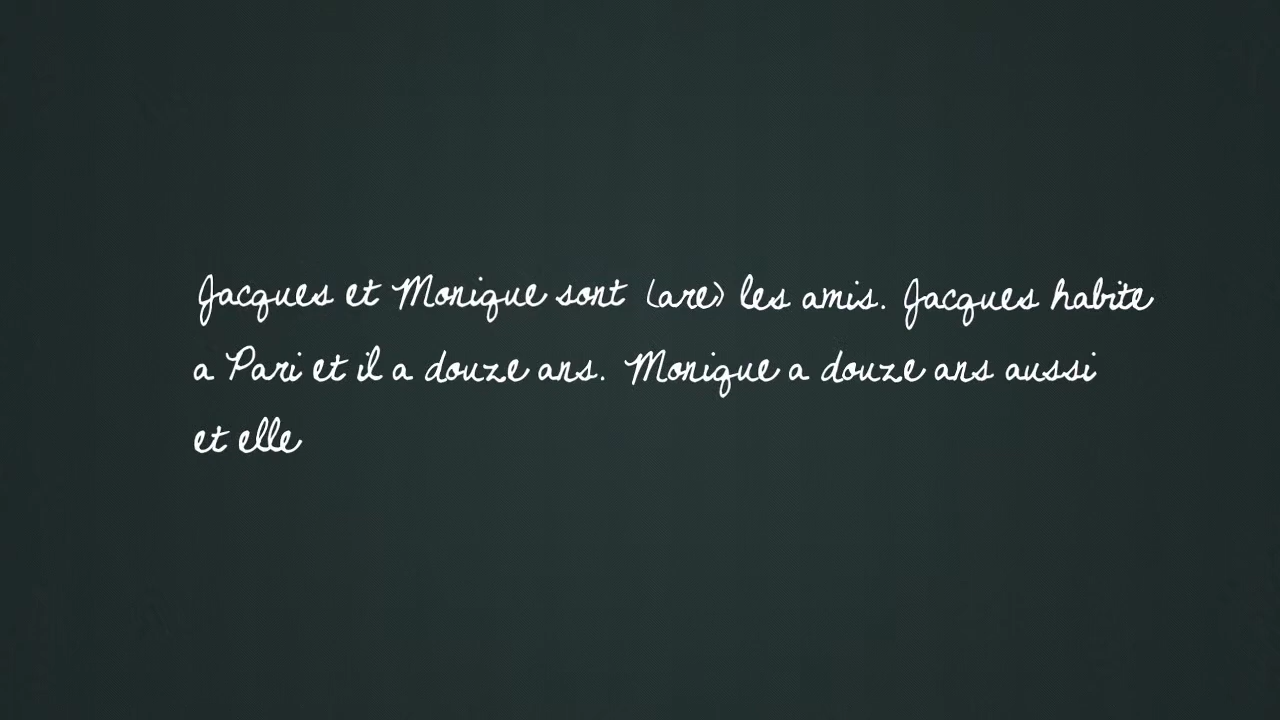 Jacques et Monique sont (are) les amis. Jacques habite
a Pari et il a douze ans. Monique a douze ans aussi
et elle